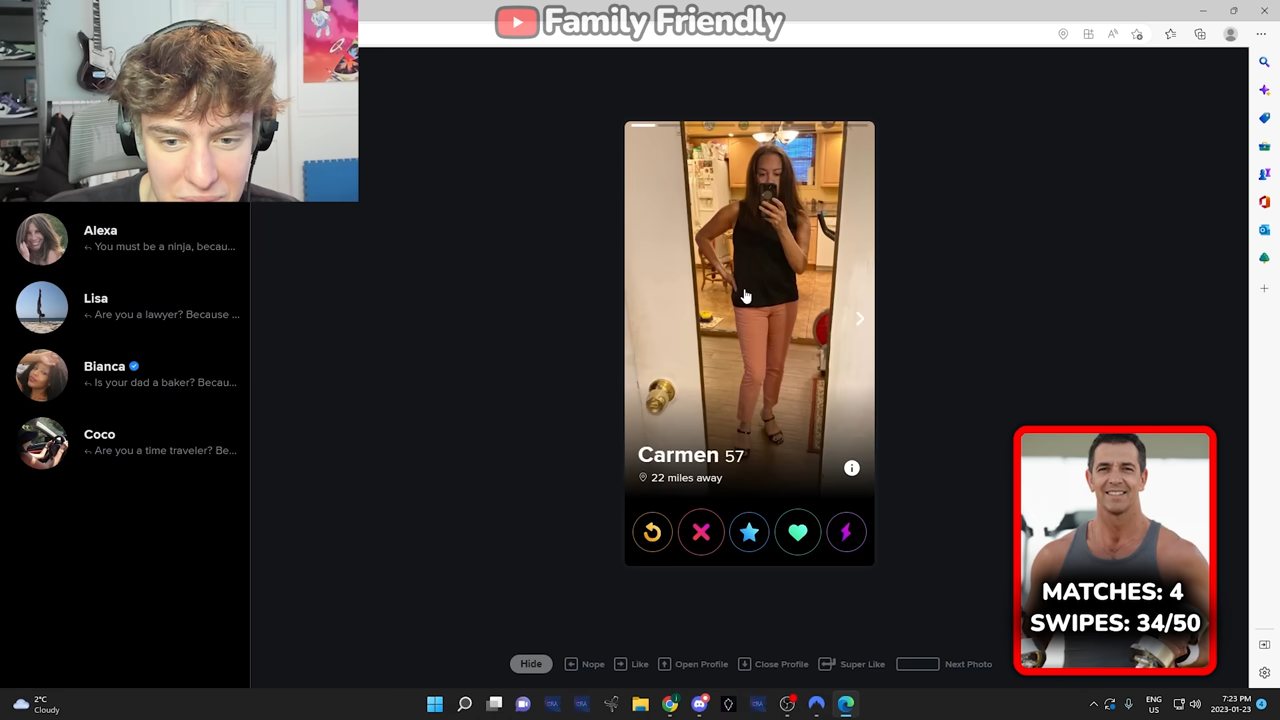 Family Friendly
Alexa
You must be a ninja, becau...
Lisa
Are you a lawyer? Because ...
Bianca
Is your dad a baker? Becau...
Coco
Are you a time traveler? Be...
Carmen 57
22 miles away
MATCHES: 4
SWIPES: 34/50
Hide Nope Like Open Profile Close Profile Super Like Next Photo
2°C
Cloudy
ENG
US
7:23 PM
2023-01-23